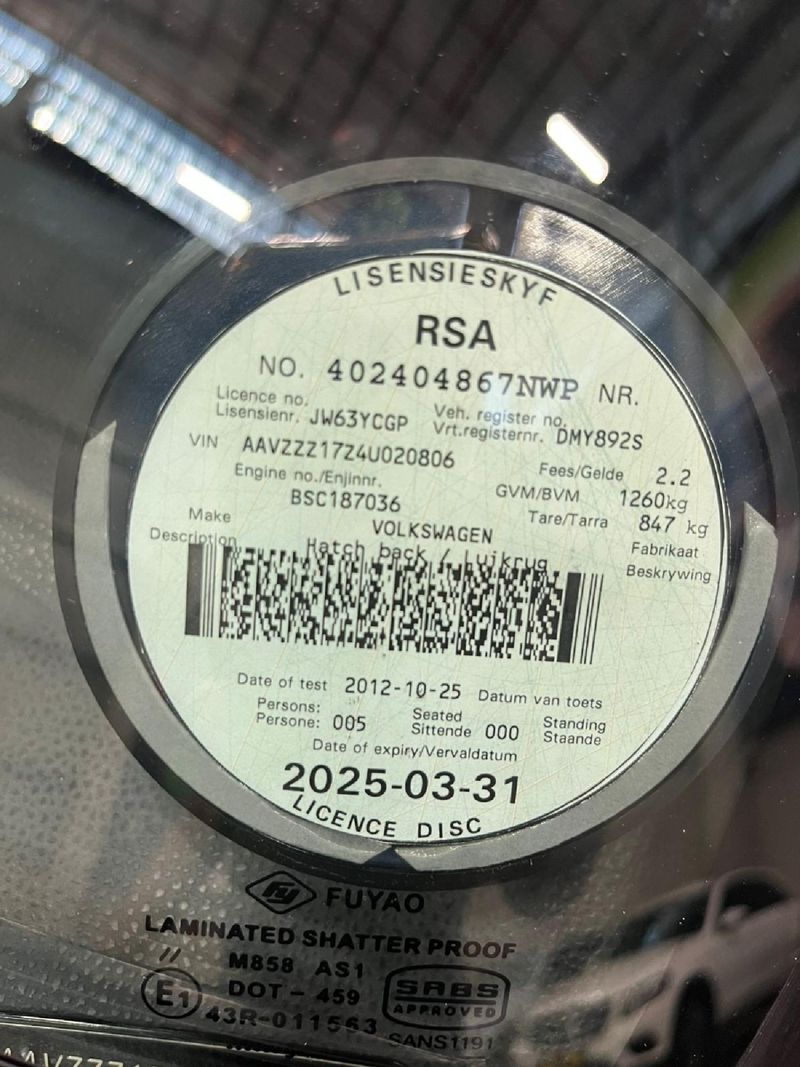 LISENSIESKYF
RSA
NO. 402404867NWP NR.
Licence no. Veh. register no.
Lisensienr. JW63YCGP Vrt.registernr. DMY892S
VIN AAVZZZ17Z4U020806 Fees/Gelde 2.2
Engine no./Enjinnr. GVM/BVM 1260kg
BSC187036 Tare/Tarra 847 kg
Make VOLKSWAGEN Fabrikaat
Description Hatch back / Luikrug Beskrywing
Date of test 2012-10-25 Datum van toets
Persons: Seated Standing
Persone: 005 Sittende 000 Staande
Date of expiry/Vervaldatum
2025-03-31
LICENCE DISC
FY FUYAO
LAMINATED SHATTER PROOF
// M858 AS1
E1 DOT - 459 SABS
43R-011563 APPROVED
SANS1191